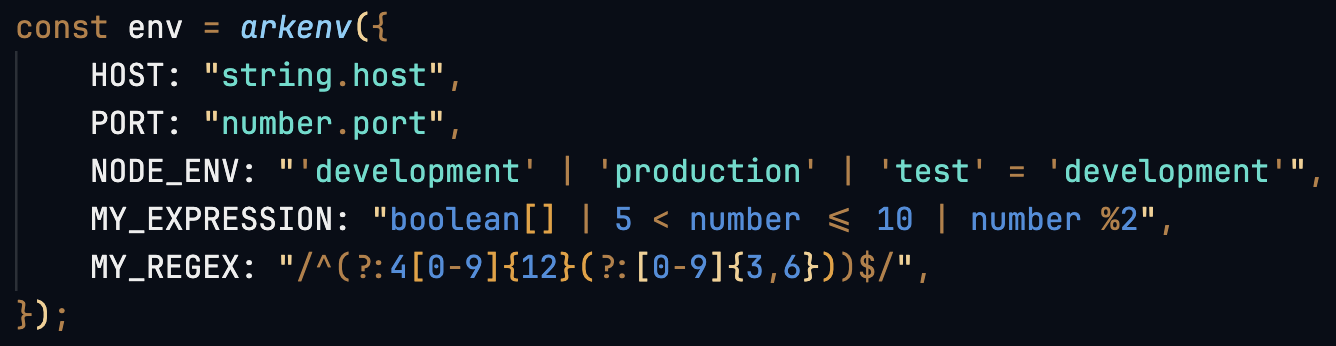 const env = arkenv({
    HOST: "string.host",
    PORT: "number.port",
    NODE_ENV: "'development' | 'production' | 'test' = 'development'",
    MY_EXPRESSION: "boolean[] | 5 < number <= 10 | number %2",
    MY_REGEX: "/^(?:4[0-9]{12}(?:[0-9]{3,6}))$/",
});